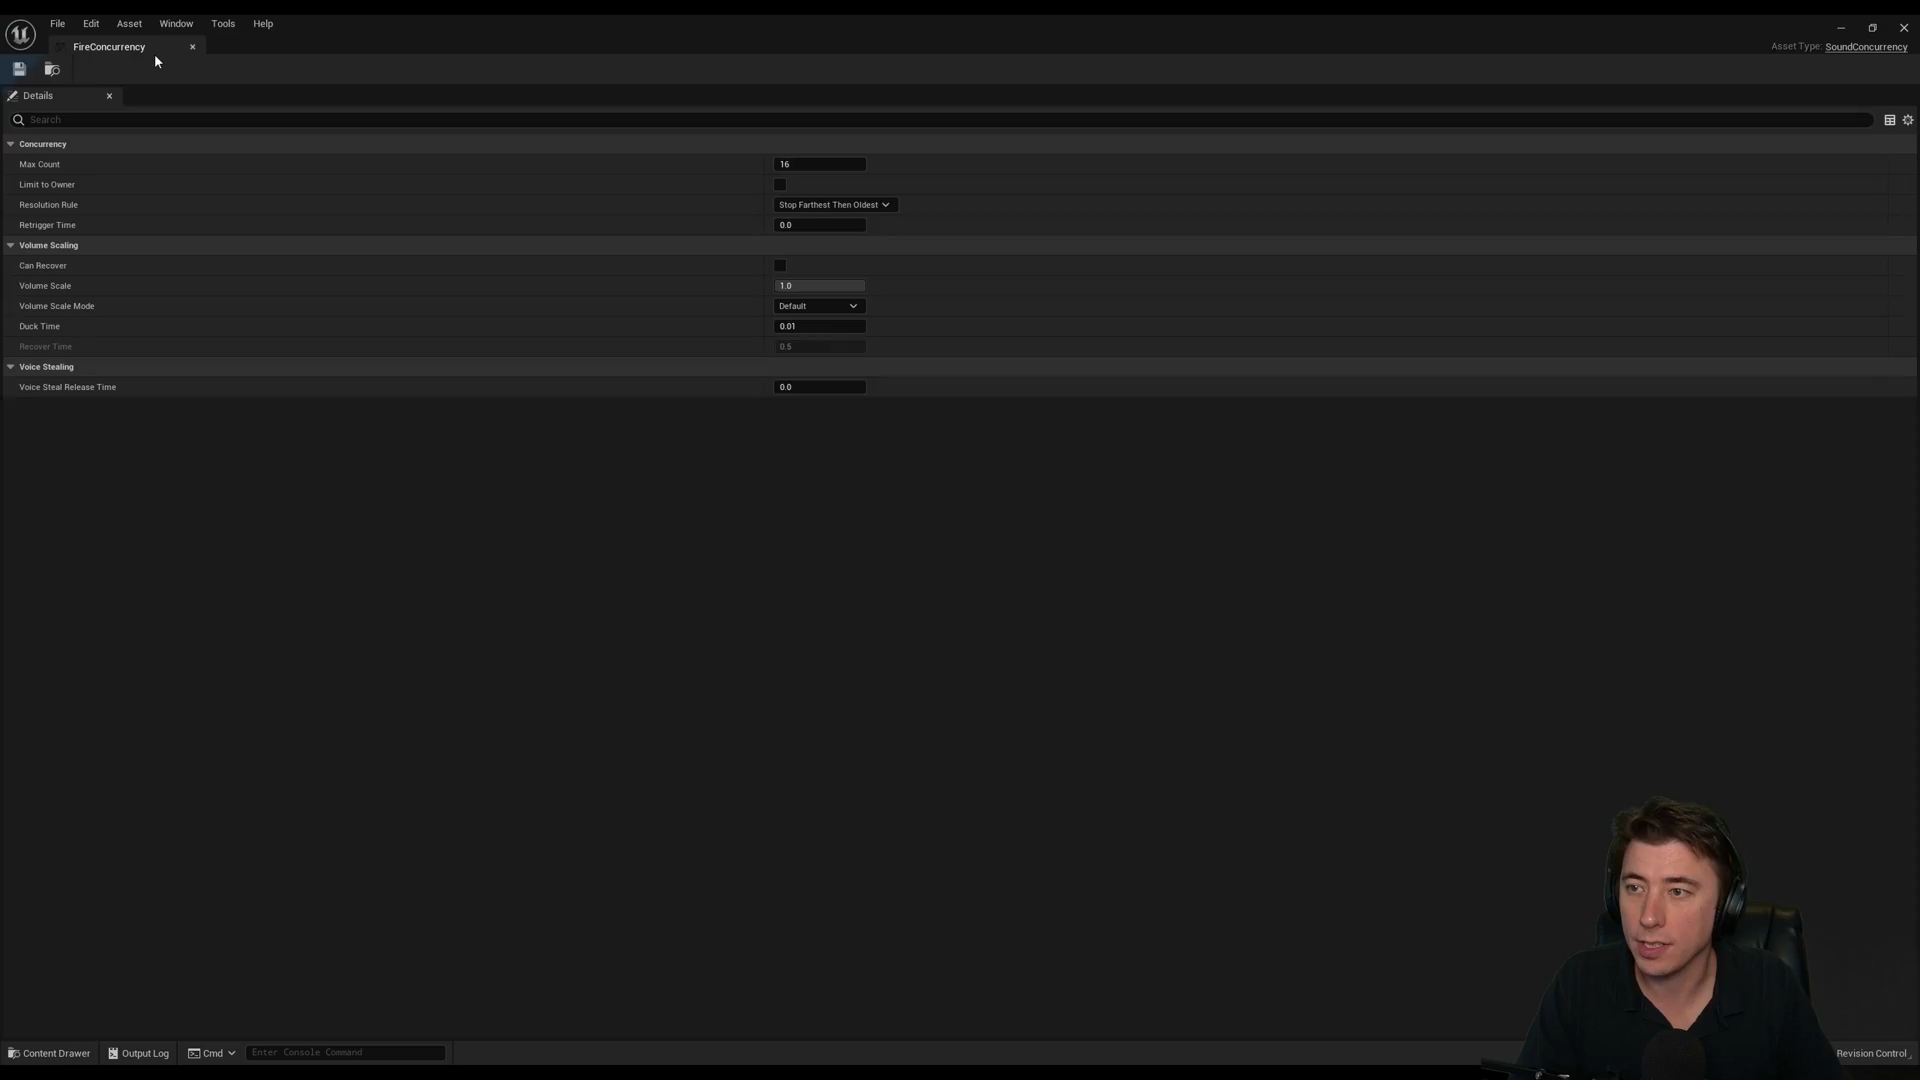 File Edit Asset Window Tools Help
FireConcurrency
Asset Type: SoundConcurrency
Details
Search
Concurrency
Max Count 16
Limit to Owner
Resolution Rule Stop Farthest Then Oldest
Retrigger Time 0.0
Volume Scaling
Can Recover
Volume Scale 1.0
Volume Scale Mode Default
Duck Time 0.01
Recover Time 0.5
Voice Stealing
Voice Steal Release Time 0.0
Content Drawer Output Log Cmd Enter Console Command Revision Control